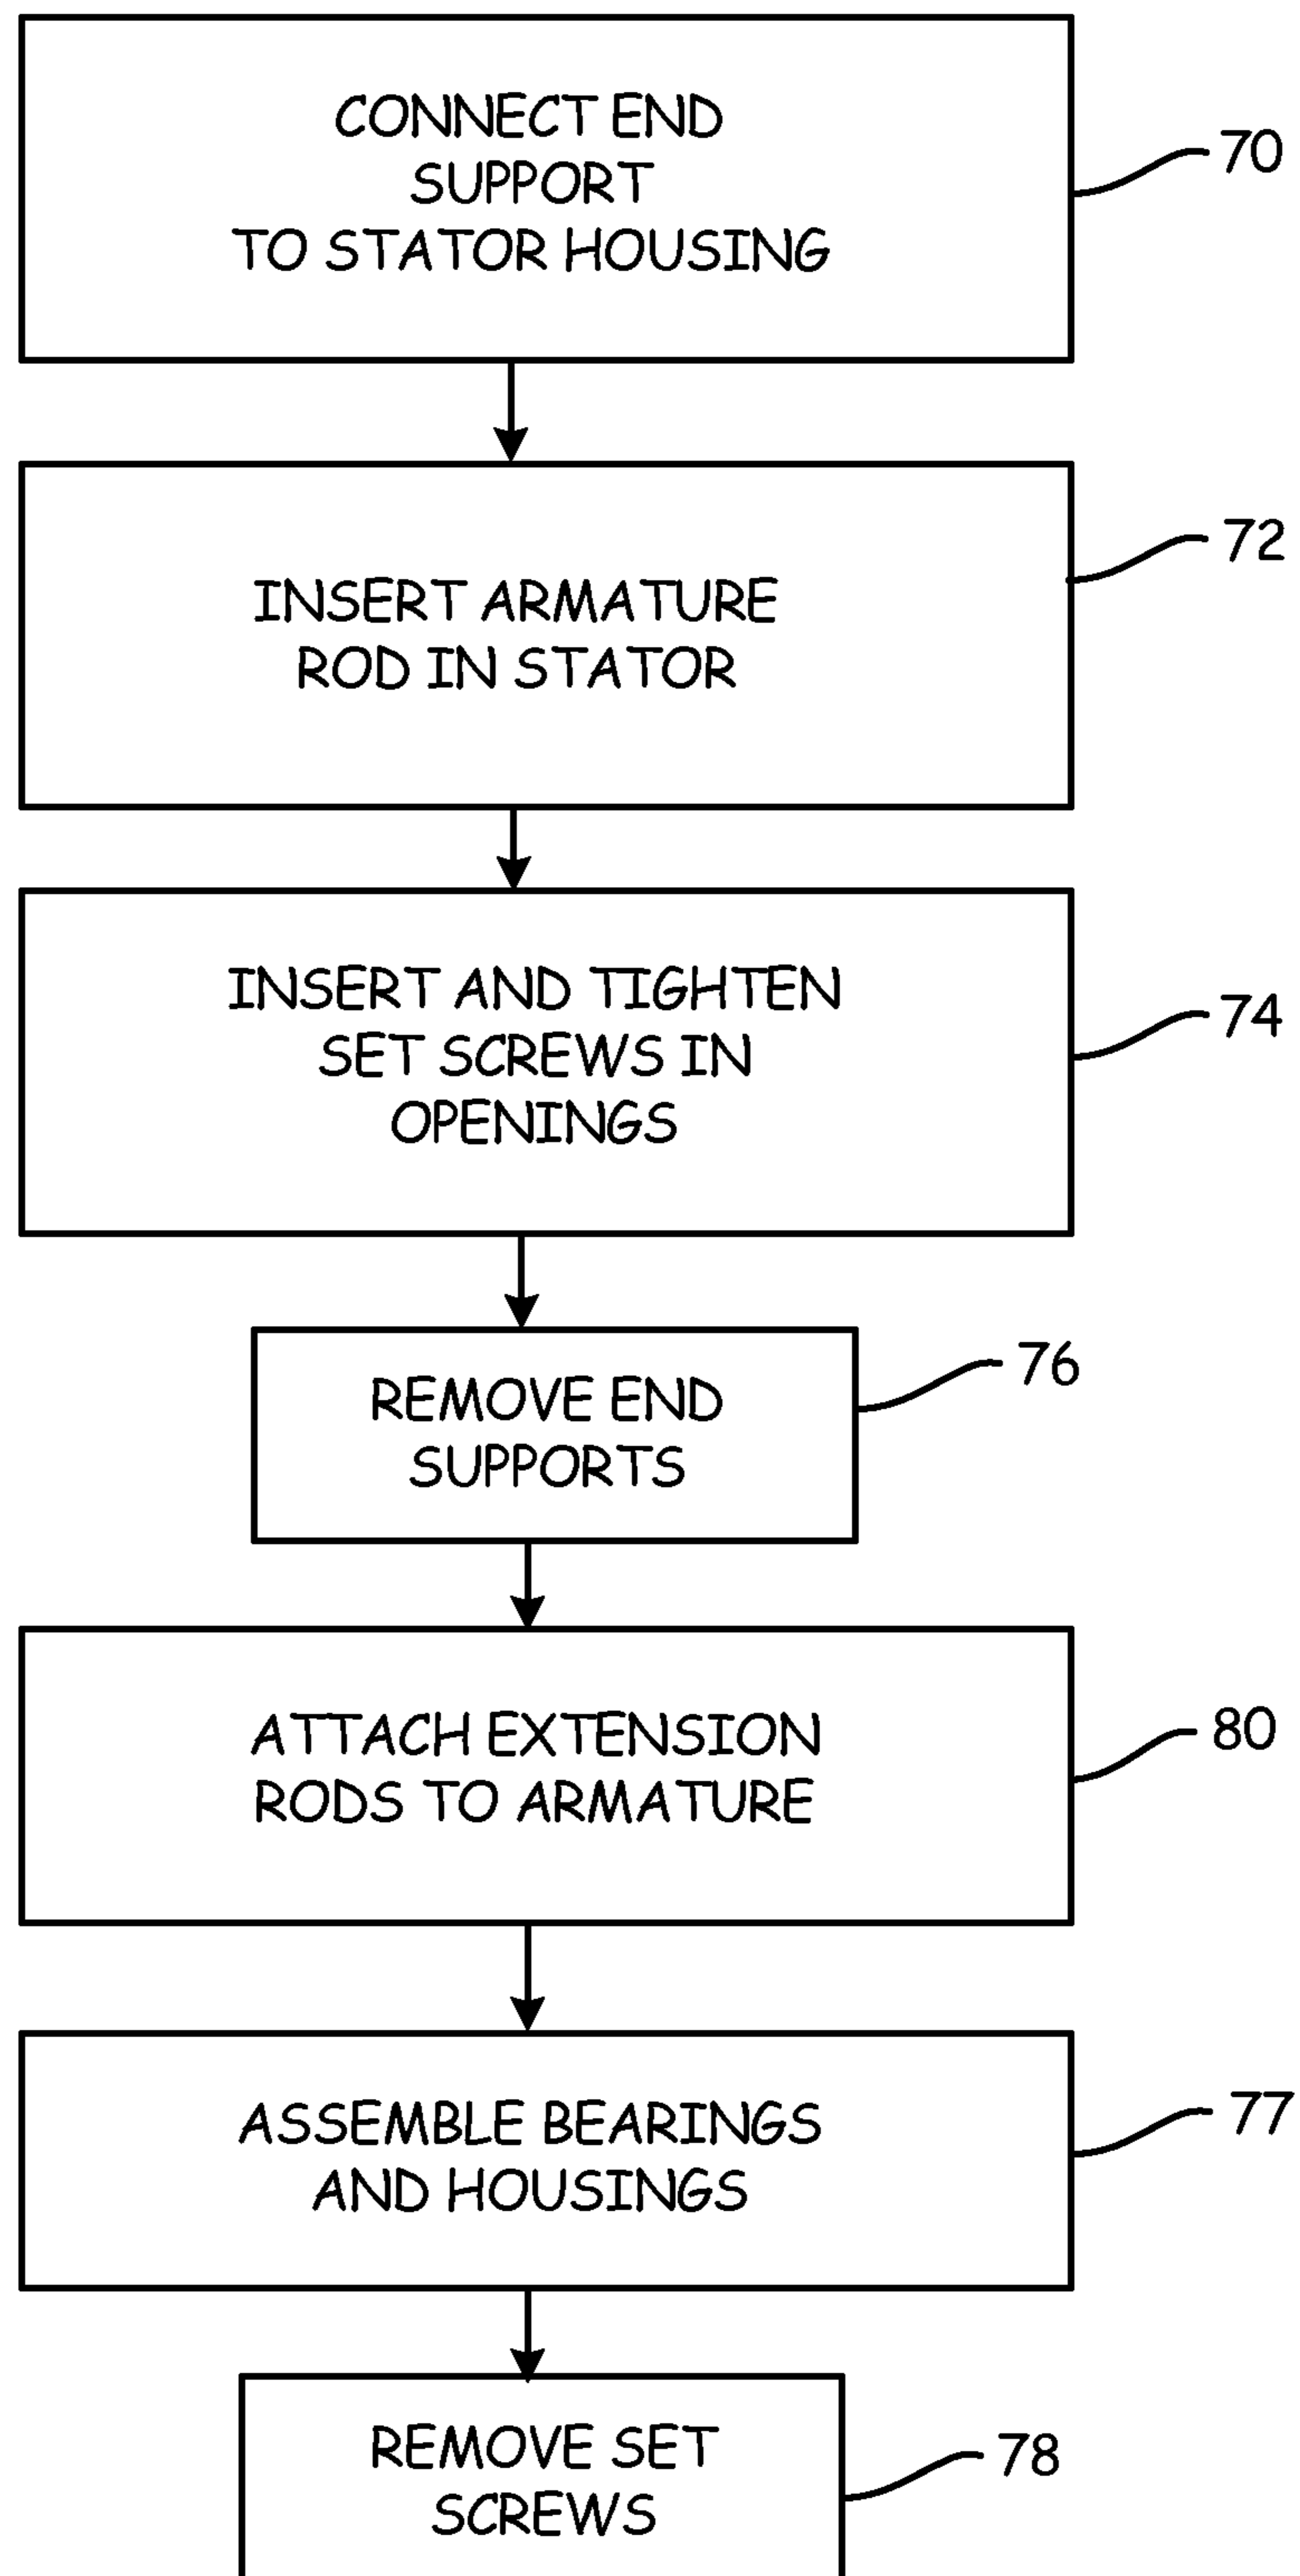 CONNECT END
SUPPORT
TO STATOR HOUSING
70
INSERT ARMATURE
ROD IN STATOR
72
INSERT AND TIGHTEN
SET SCREWS IN
OPENINGS
74
REMOVE END
SUPPORTS
76
ATTACH EXTENSION
RODS TO ARMATURE
80
ASSEMBLE BEARINGS
AND HOUSINGS
77
REMOVE SET
SCREWS
78